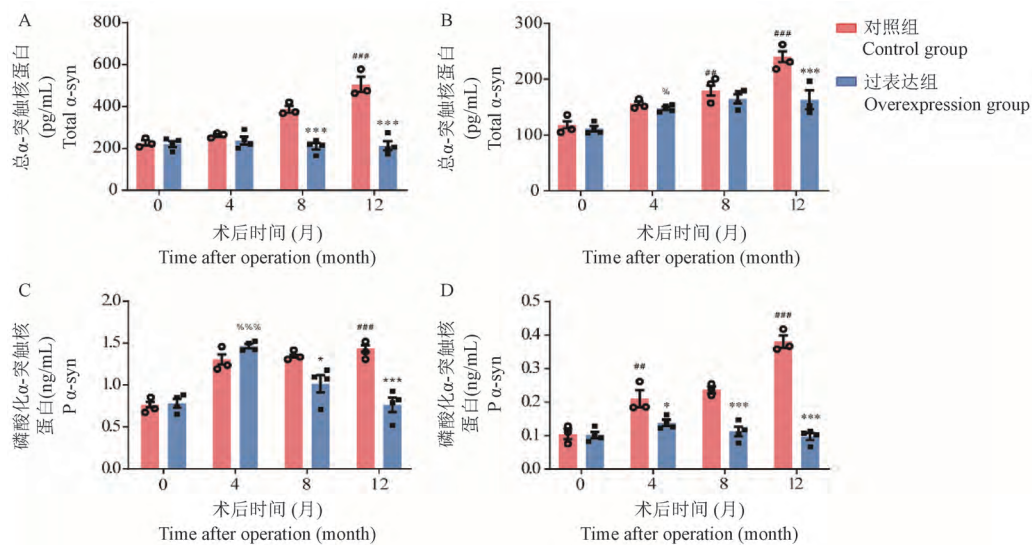 A
总α-突触核蛋白
(pg/mL)
Total α-syn
800
600
400
200
0
###
***
***
0
4
8
12
术后时间 (月)
Time after operation (month)
B
总α-突触核蛋白
(pg/mL)
Total α-syn
300
200
100
0
%
##
###
***
0
4
8
12
术后时间 (月)
Time after operation (month)
对照组
Control group
过表达组
Overexpression group
C
磷酸化α-突触核
蛋白(ng/mL)
P α-syn
2.0
1.5
1.0
0.5
0.0
%%%
*
###
***
0
4
8
12
术后时间 (月)
Time after operation (month)
D
磷酸化α-突触核
蛋白(ng/mL)
P α-syn
0.5
0.4
0.3
0.2
0.1
0.0
##
*
***
###
***
0
4
8
12
术后时间 (月)
Time after operation (month)